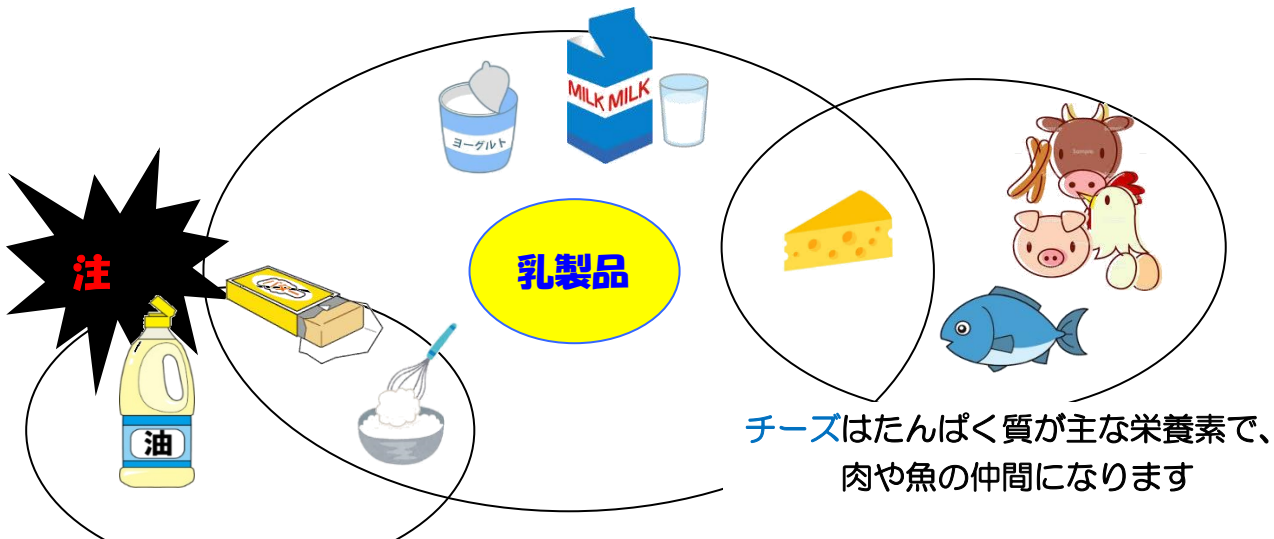 MILK MILK
ヨーグルト
Sample
注
乳製品
油
チーズはたんぱく質が主な栄養素で、
肉や魚の仲間になります